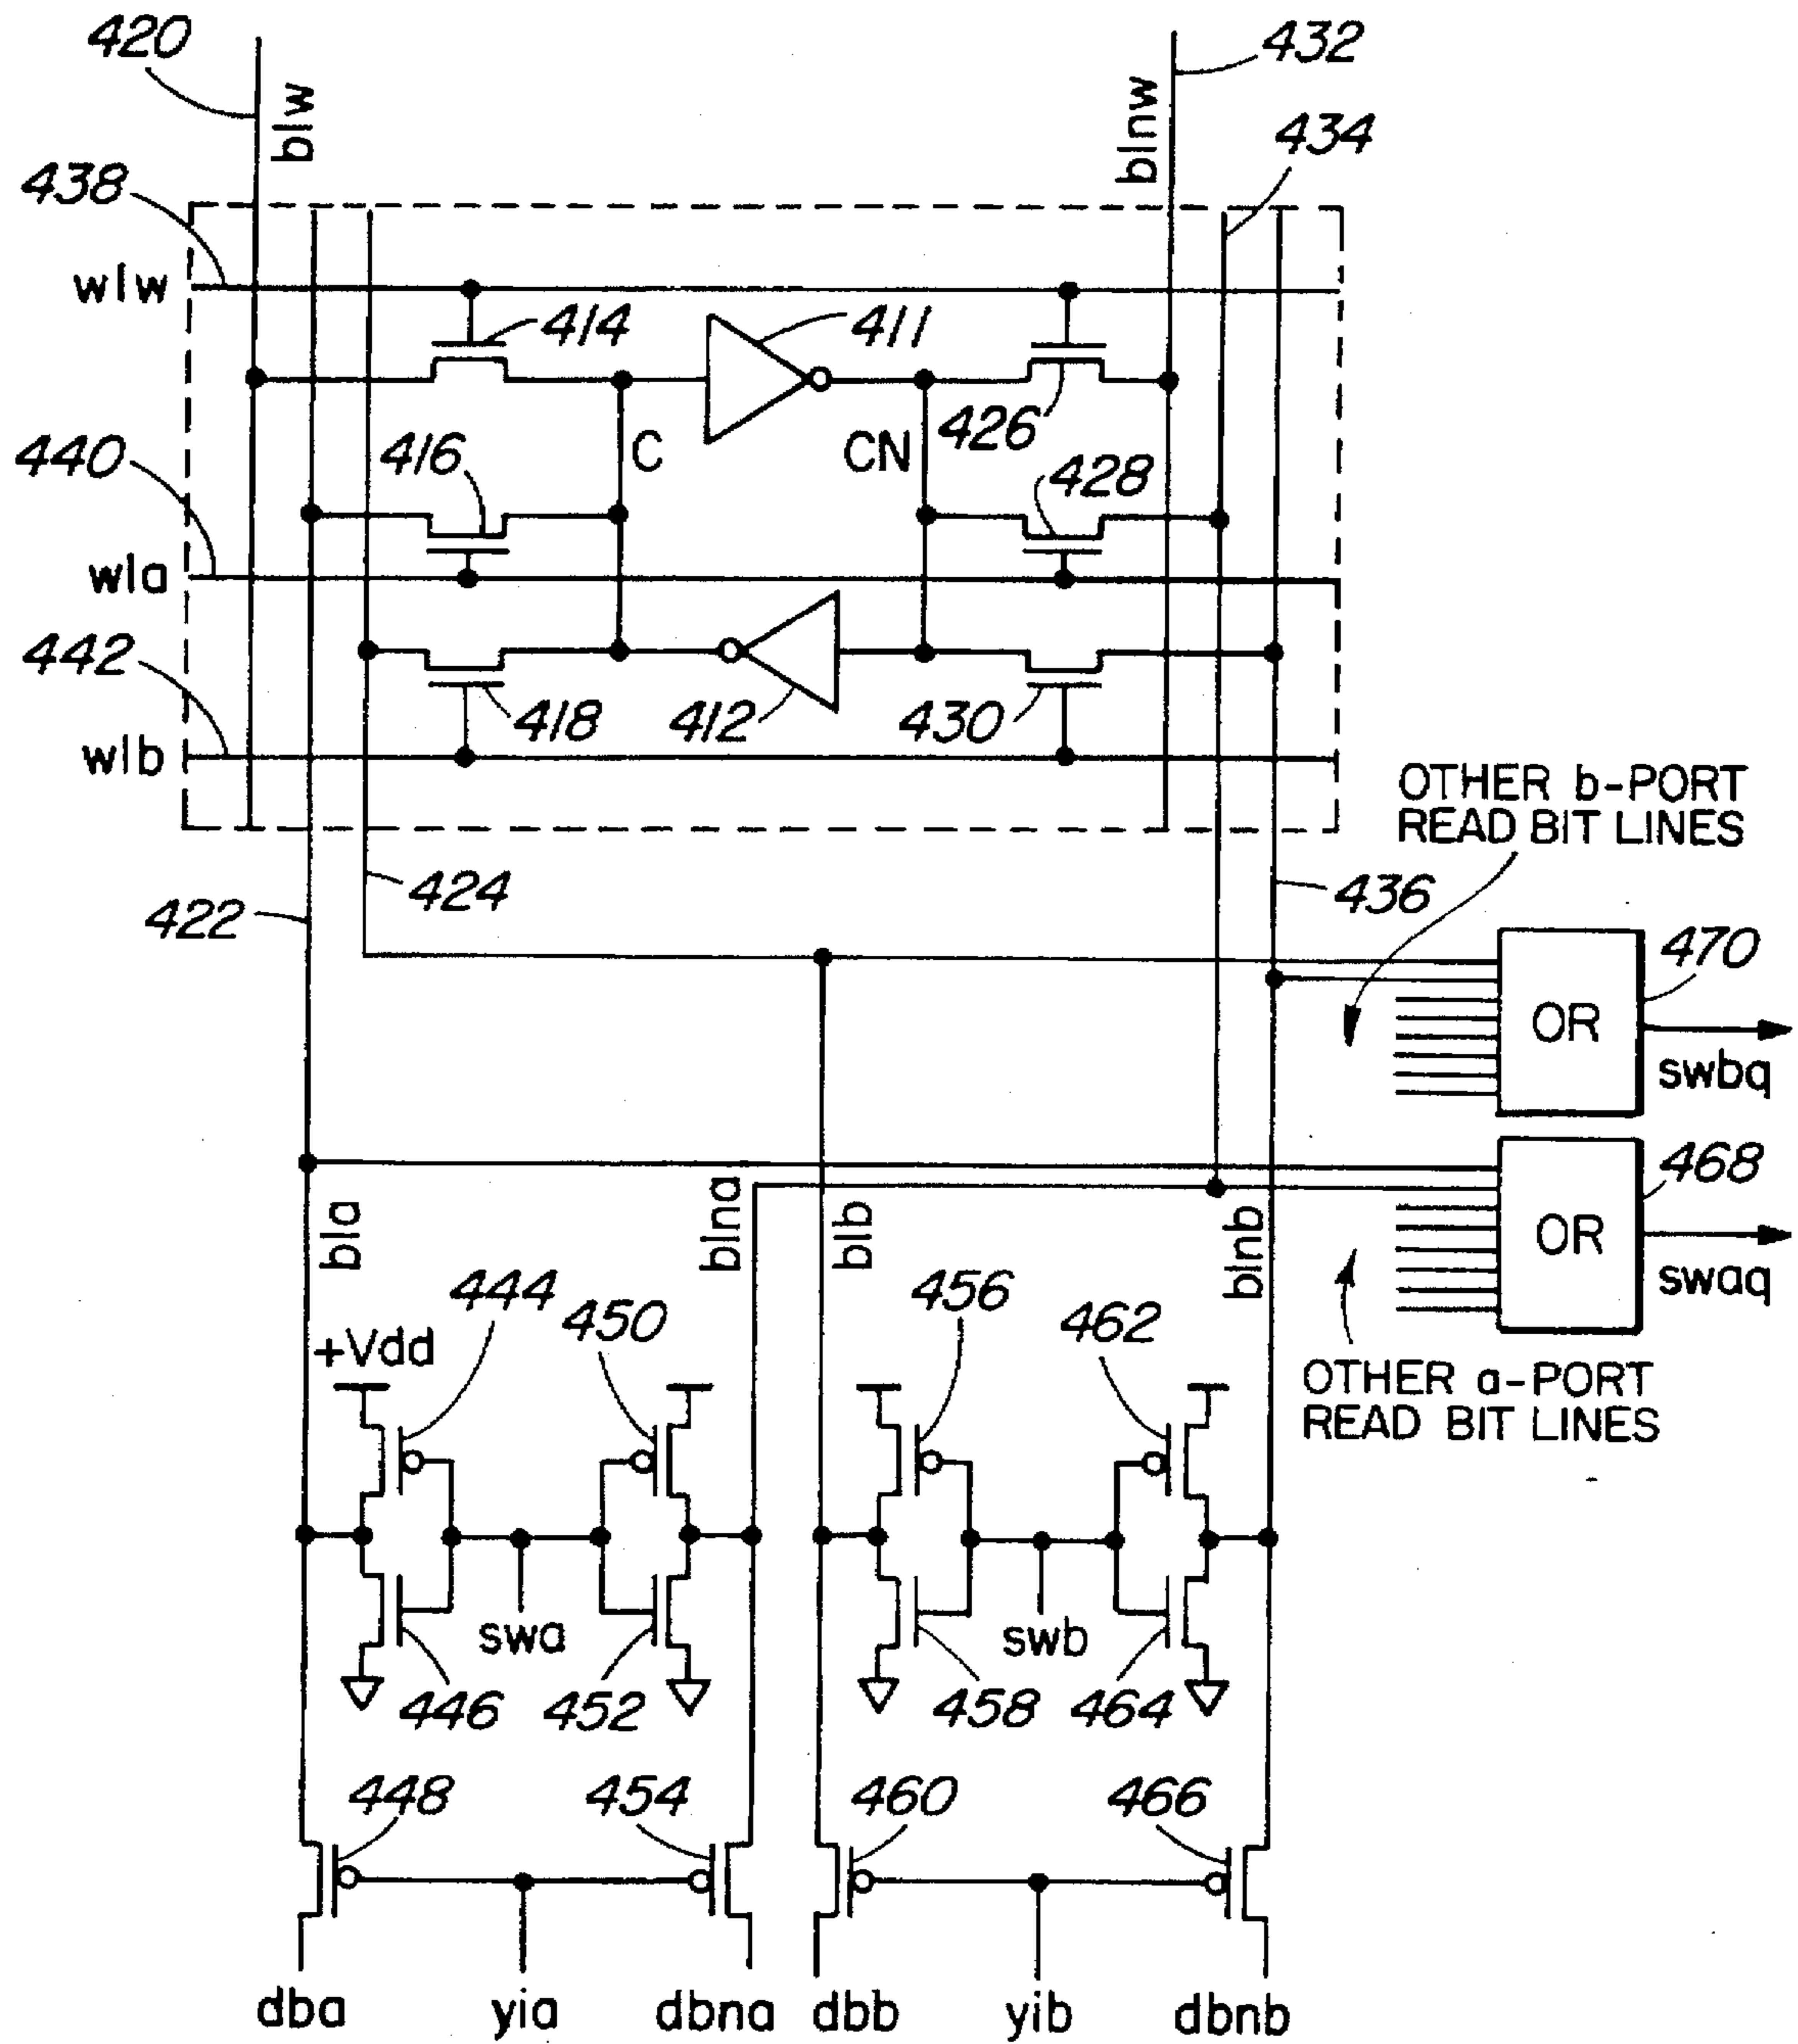 420
432
blw
blnw
434
438
wlw
414
411
426
440
416
C
CN
428
wla
442
418
412
430
wlb
OTHER b-PORT
READ BIT LINES
424
436
422
470
OR
swbq
468
OR
swaq
bla
blna
blb
blnb
444
450
456
462
+Vdd
OTHER a-PORT
READ BIT LINES
swa
swb
446
452
458
464
448
454
460
466
dba
yia
dbna
dbb
yib
dbnb